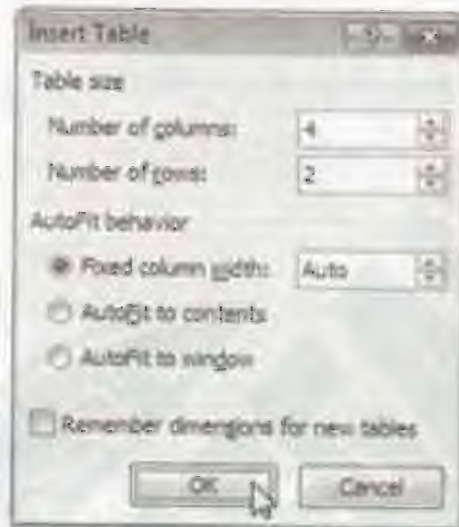 Insert Table
Table size
Number of columns: 4
Number of rows: 2
AutoFit behavior
Fixed column width: Auto
AutoFit to contents
AutoFit to window
Remember dimensions for new tables
OK Cancel